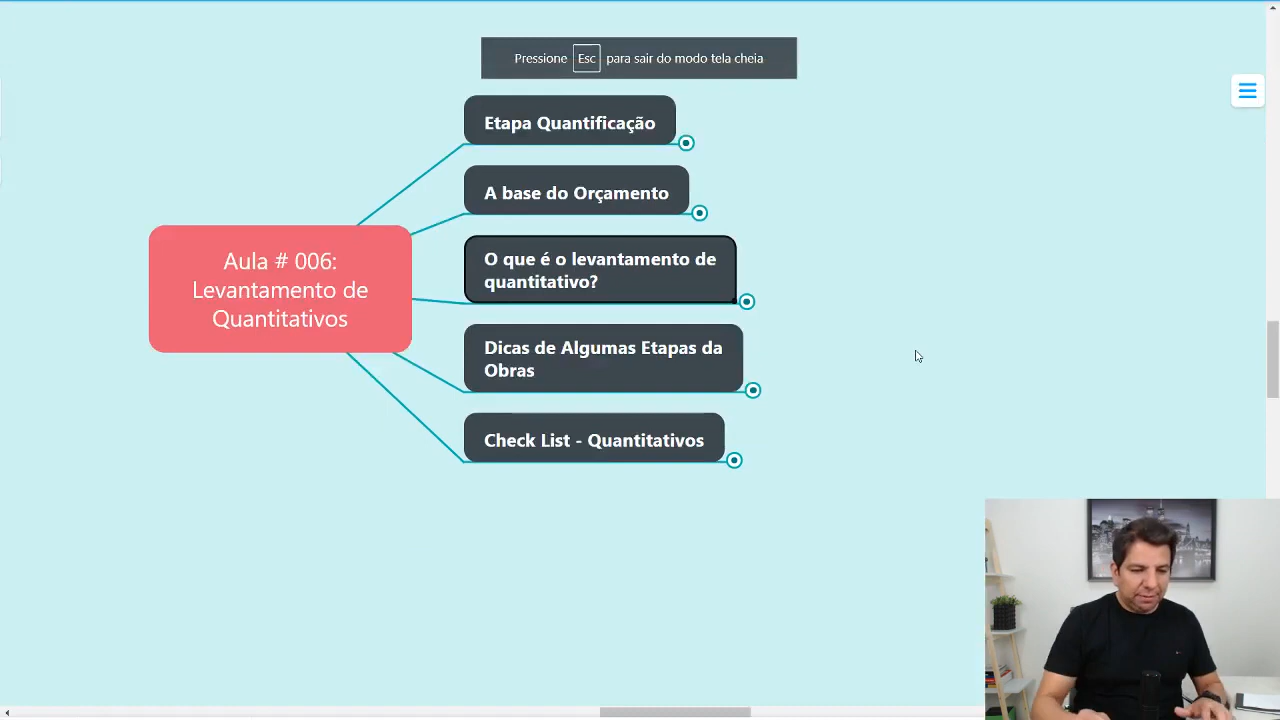 Pressione Esc para sair do modo tela cheia
Etapa Quantificação
A base do Orçamento
O que é o levantamento de
quantitativo?
Aula # 006:
Levantamento de
Quantitativos
Dicas de Algumas Etapas da
Obras
Check List - Quantitativos